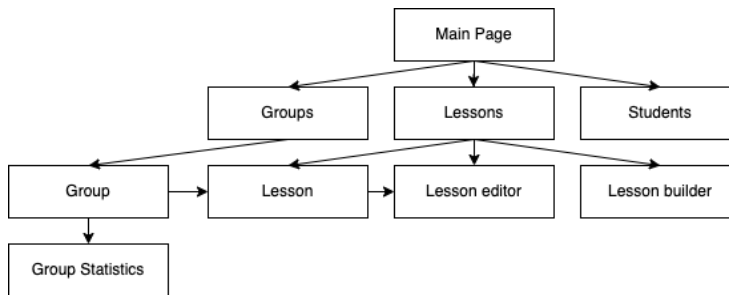 Main Page
Groups
Lessons
Students
Group
Lesson
Lesson editor
Lesson builder
Group Statistics